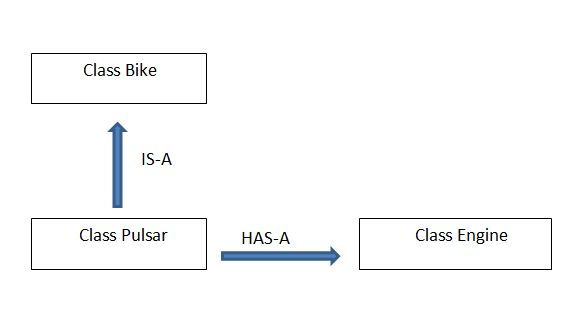 Class Bike
IS-A
Class Pulsar
HAS-A
Class Engine